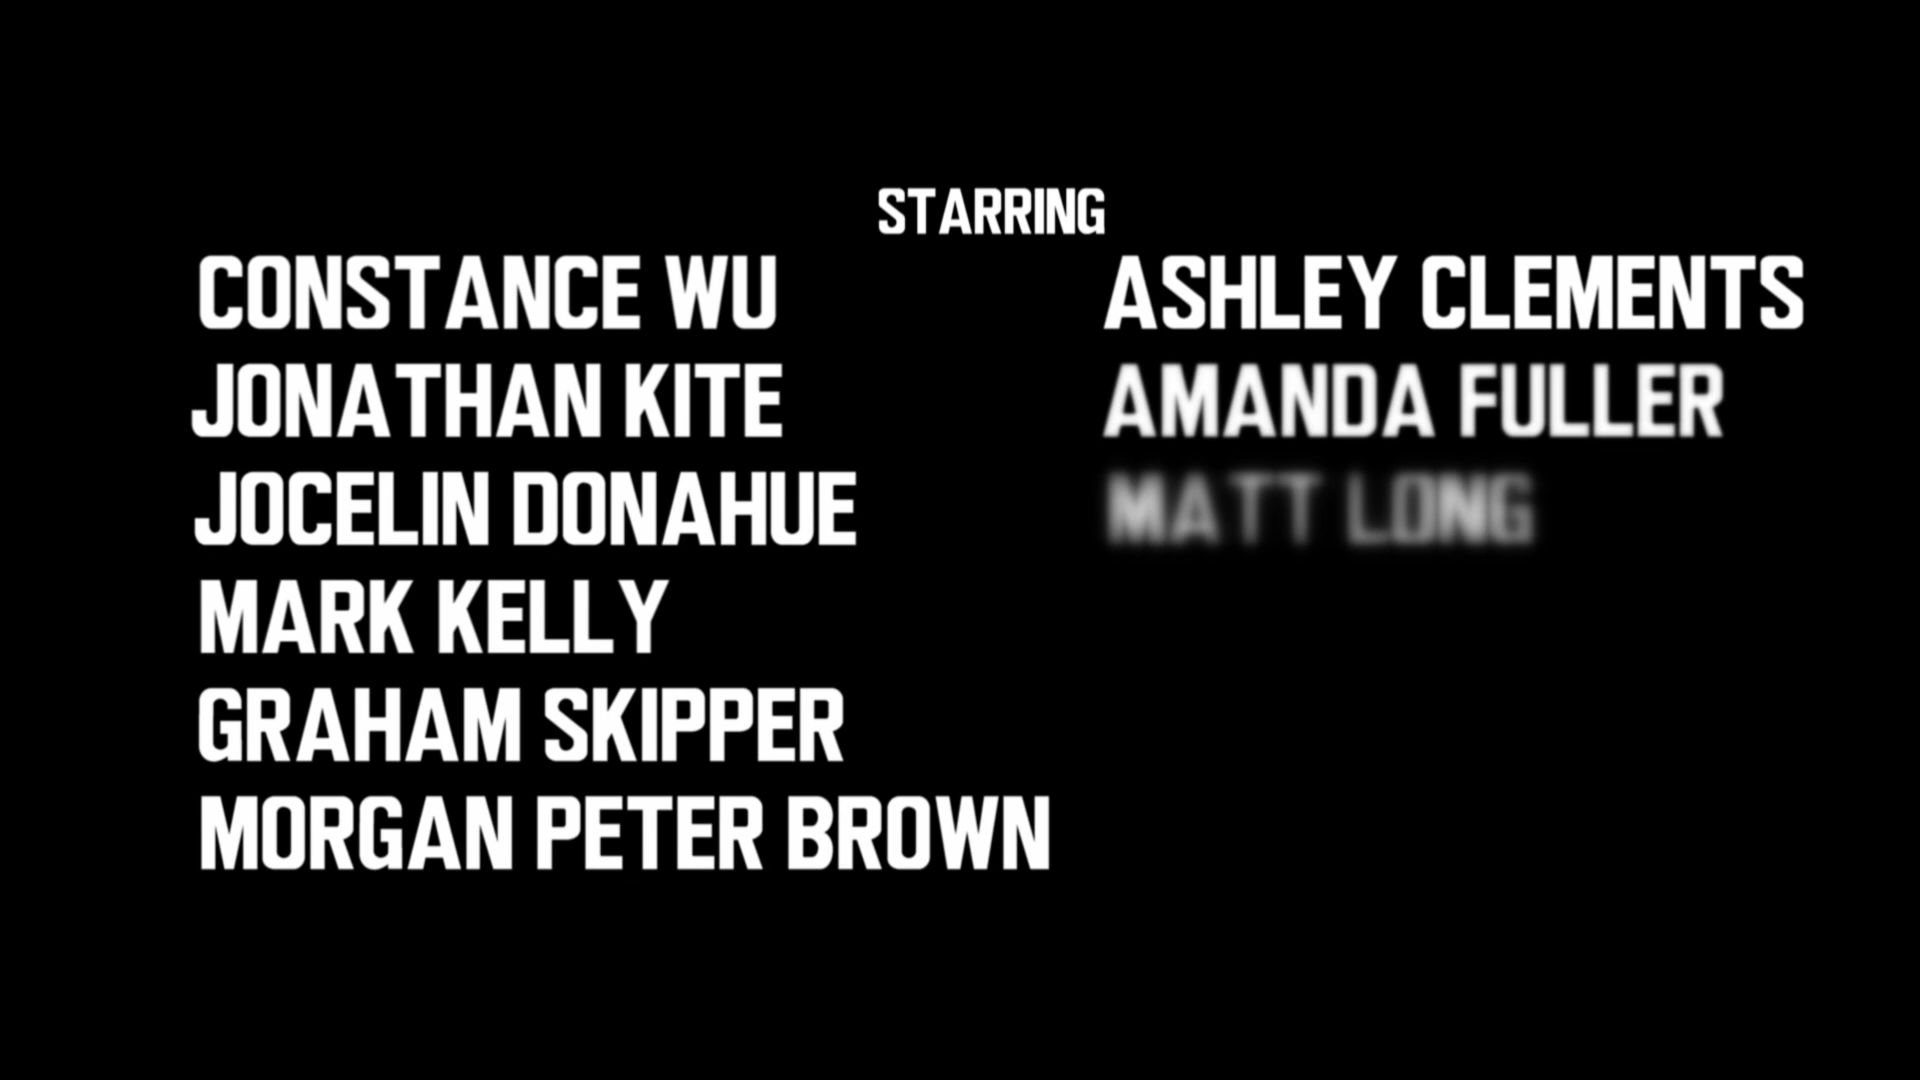 STARRING
CONSTANCE WU
JONATHAN KITE
JOCELIN DONAHUE
MARK KELLY
GRAHAM SKIPPER
MORGAN PETER BROWN
ASHLEY CLEMENTS
AMANDA FULLER
MATT LONG